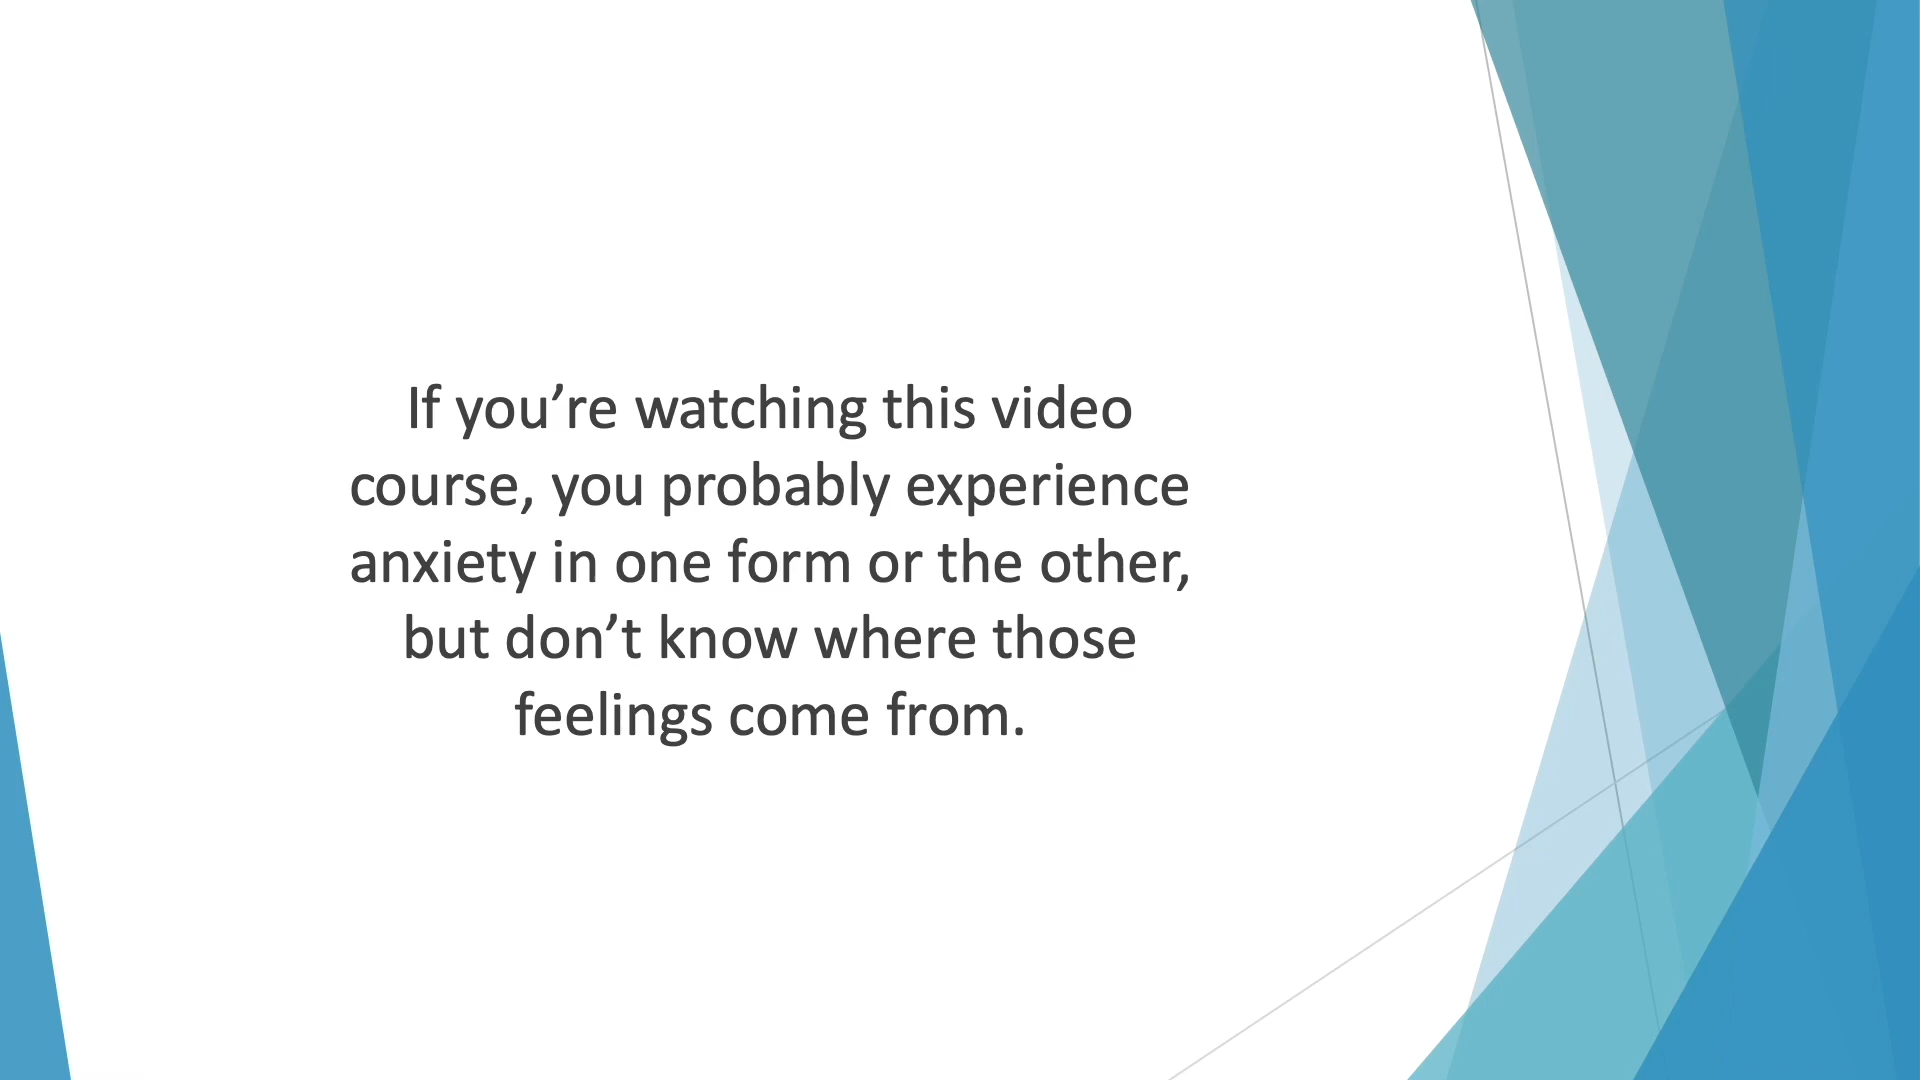 If you’re watching this video
course, you probably experience
anxiety in one form or the other,
but don’t know where those
feelings come from.